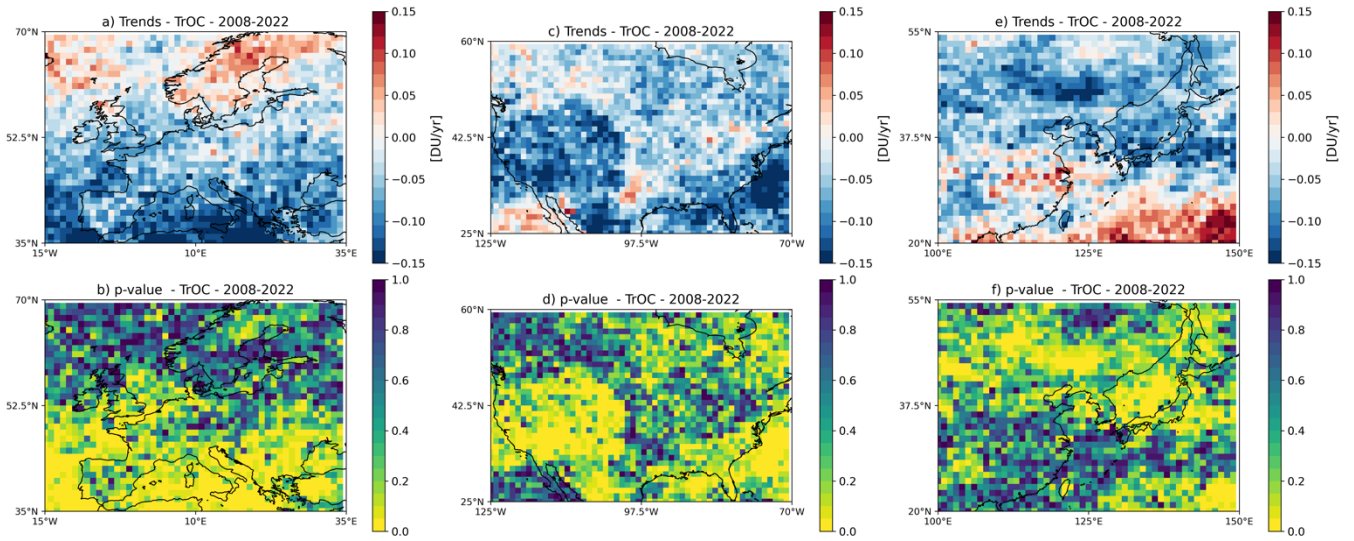 a) Trends - TrOC - 2008-2022
70°N
52.5°N
35°N
15°W
10°E
35°E
0.15
0.10
0.05
0.00
−0.05
−0.10
−0.15
[DU/yr]
c) Trends - TrOC - 2008-2022
60°N
42.5°N
25°N
125°W
97.5°W
70°W
0.15
0.10
0.05
0.00
−0.05
−0.10
−0.15
[DU/yr]
e) Trends - TrOC - 2008-2022
55°N
37.5°N
20°N
100°E
125°E
150°E
0.15
0.10
0.05
0.00
−0.05
−0.10
−0.15
[DU/yr]
b) p-value - TrOC - 2008-2022
70°N
52.5°N
35°N
15°W
10°E
35°E
1.0
0.8
0.6
0.4
0.2
0.0
d) p-value - TrOC - 2008-2022
60°N
42.5°N
25°N
125°W
97.5°W
70°W
1.0
0.8
0.6
0.4
0.2
0.0
f) p-value - TrOC - 2008-2022
55°N
37.5°N
20°N
100°E
125°E
150°E
1.0
0.8
0.6
0.4
0.2
0.0